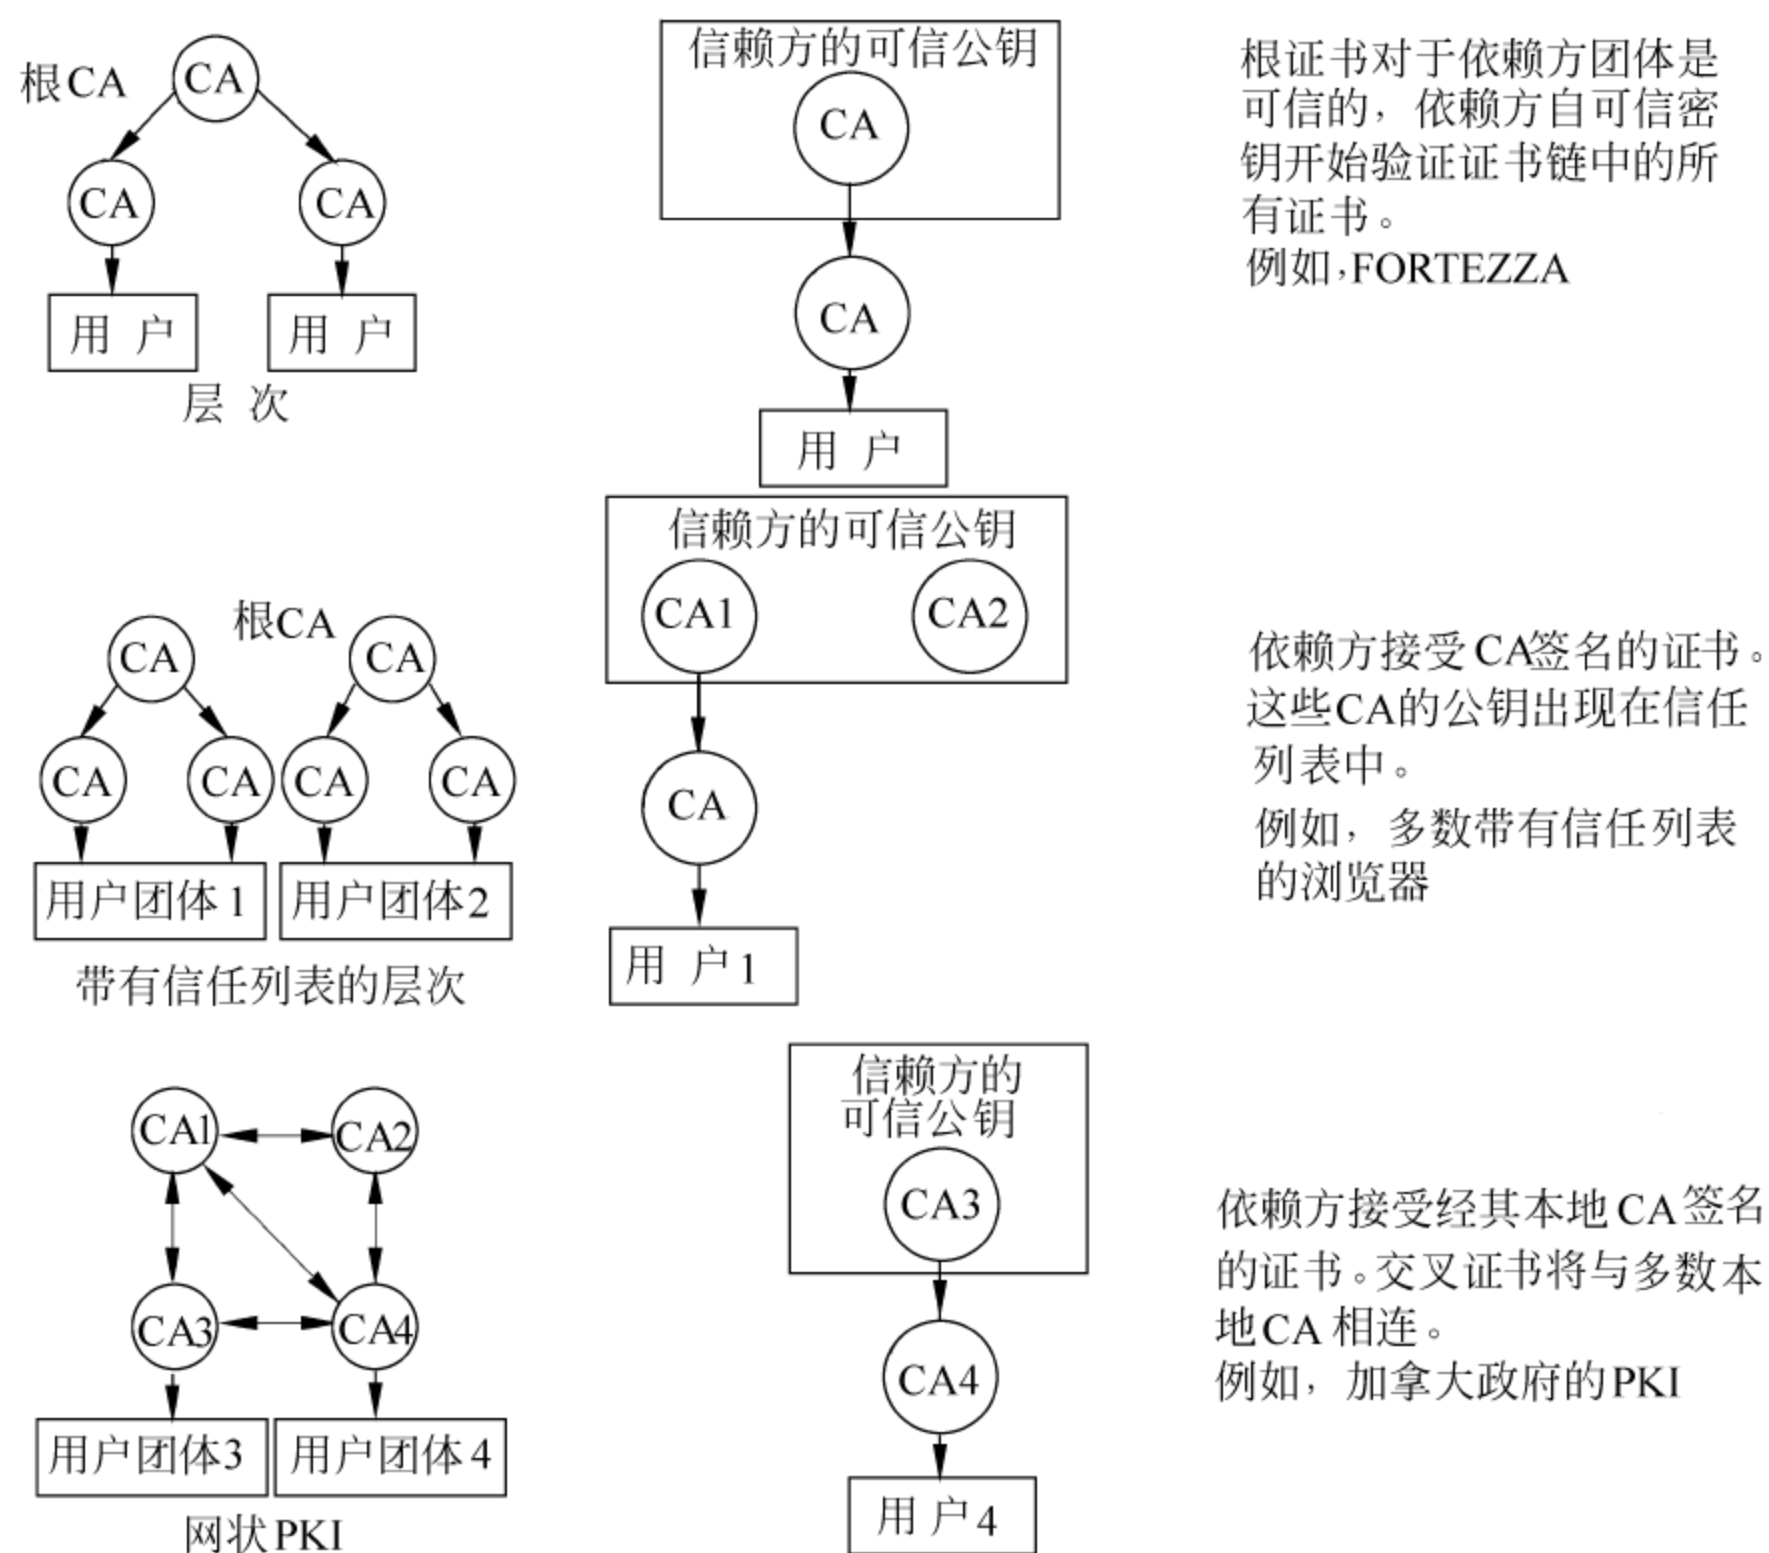 根CA
CA
CA
CA
用 户
用 户
层 次
信赖方的可信公钥
CA
CA
用 户
根证书对于依赖方团体是
可信的，依赖方自可信密
钥开始验证证书链中的所
有证书。
例如,FORTEZZA
根CA
CA
CA
CA
CA
CA
CA
用户团体1
用户团体2
带有信任列表的层次
信赖方的可信公钥
CA1
CA2
CA
用 户1
依赖方接受CA签名的证书。
这些CA的公钥出现在信任
列表中。
例如，多数带有信任列表
的浏览器
CA1
CA2
CA3
CA4
用户团体3
用户团体4
网状PKI
信赖方的
可信公钥
CA3
CA4
用 户4
依赖方接受经其本地CA签名
的证书。交叉证书将与多数本
地CA相连。
例如，加拿大政府的PKI